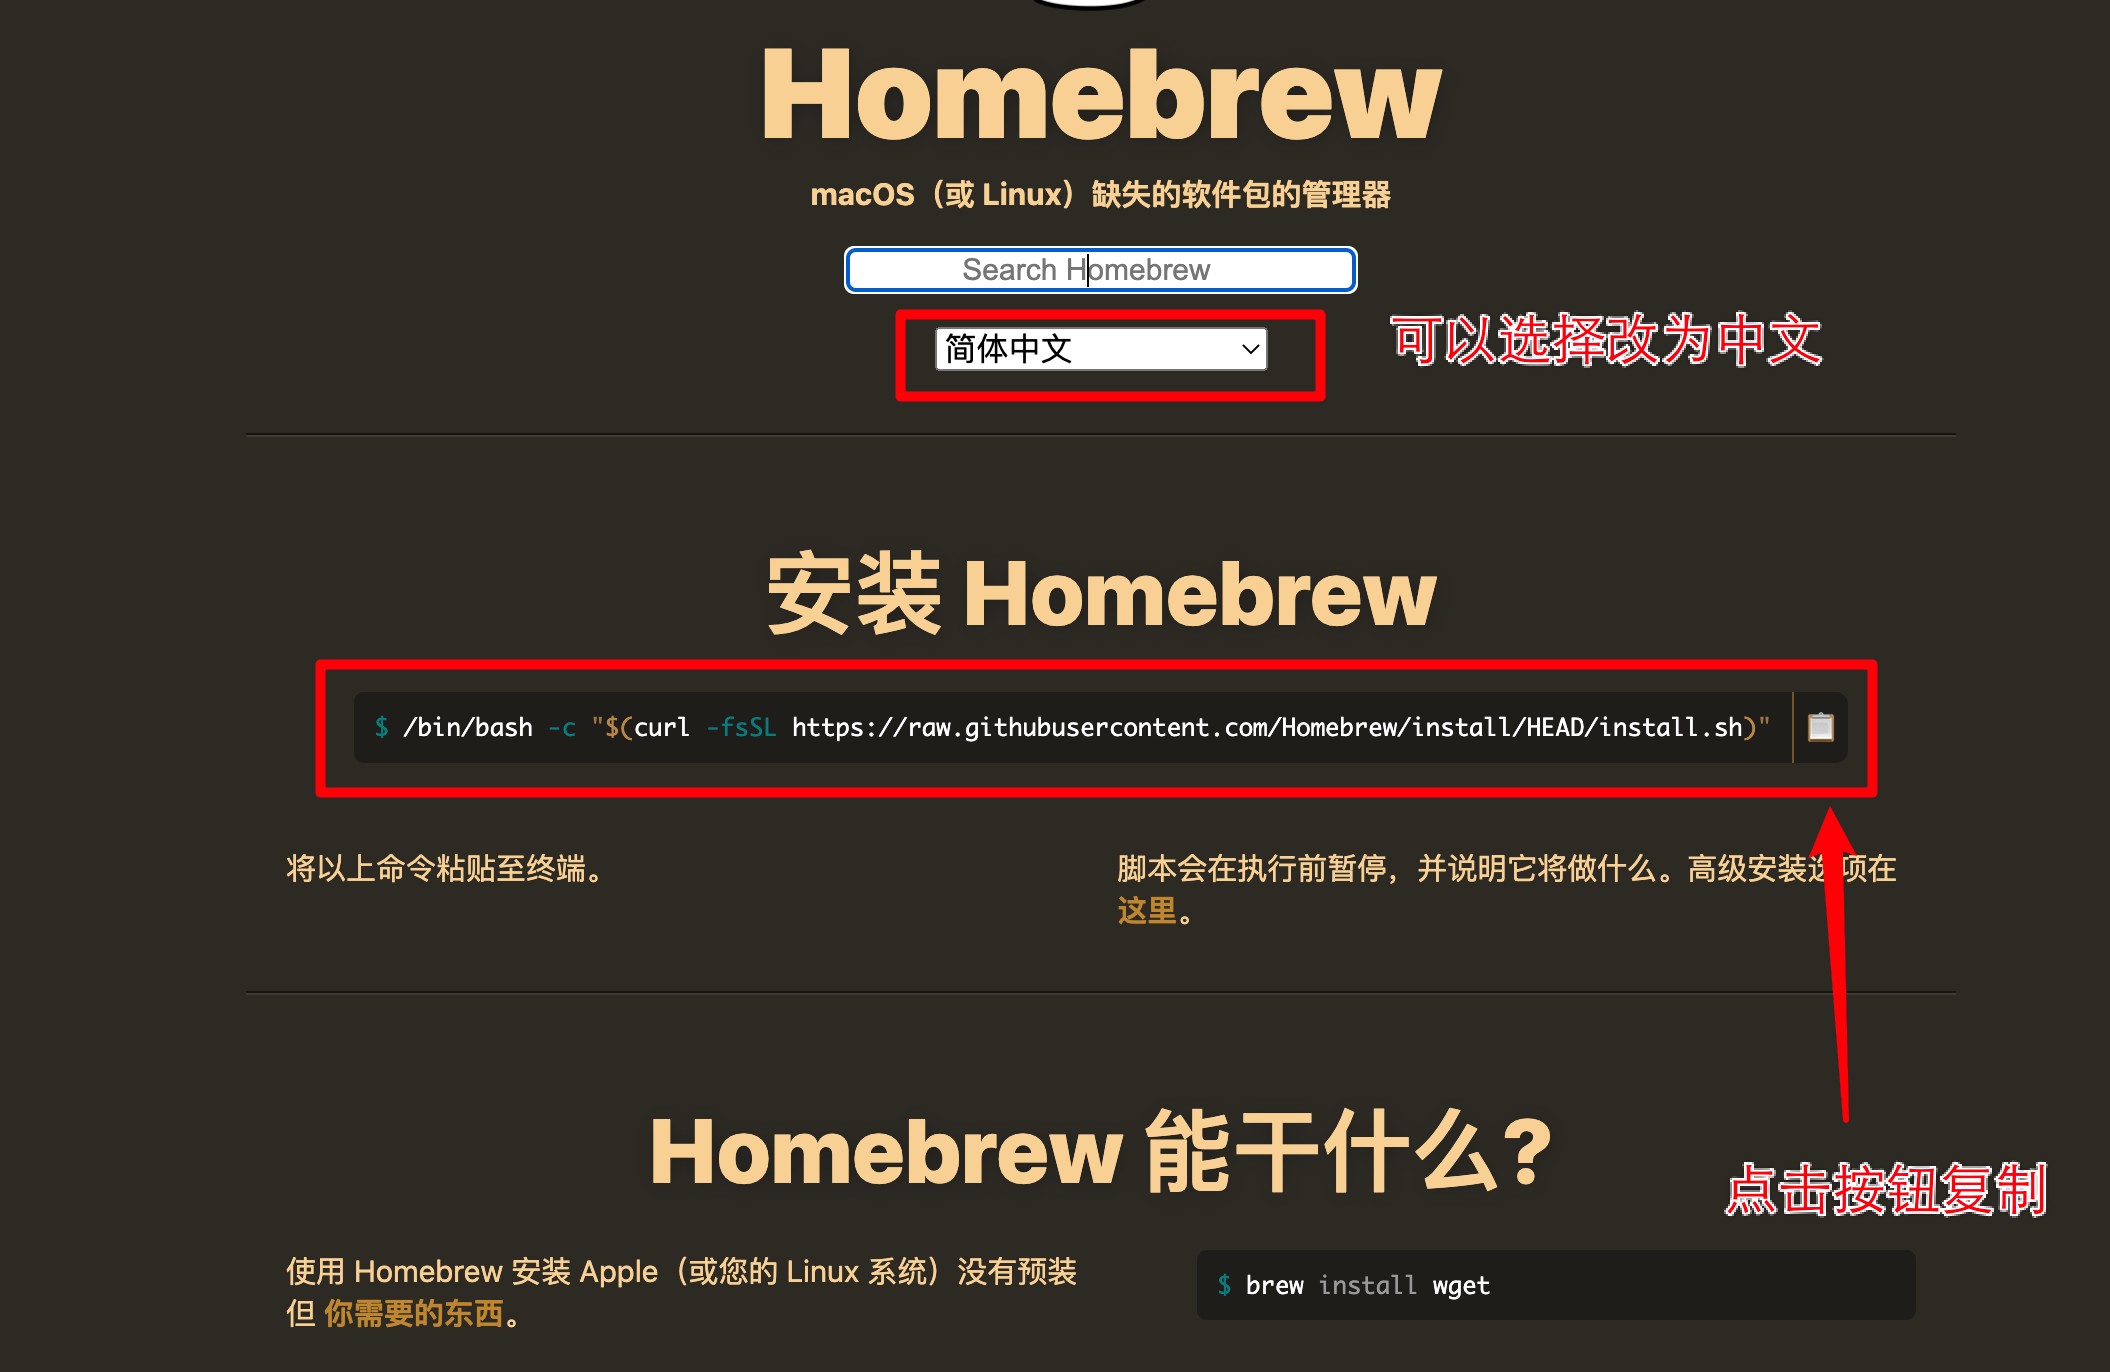 Homebrew
macOS（或 Linux）缺失的软件包的管理器
Search Homebrew
简体中文
可以选择改为中文
安装 Homebrew
$ /bin/bash -c "$(curl -fsSL https://raw.githubusercontent.com/Homebrew/install/HEAD/install.sh)"
将以上命令粘贴至终端。
脚本会在执行前暂停，并说明它将做什么。高级安装选项在
这里。
Homebrew 能干什么?
点击按钮复制
使用 Homebrew 安装 Apple（或您的 Linux 系统）没有预装
但 你需要的东西。
$ brew install wget